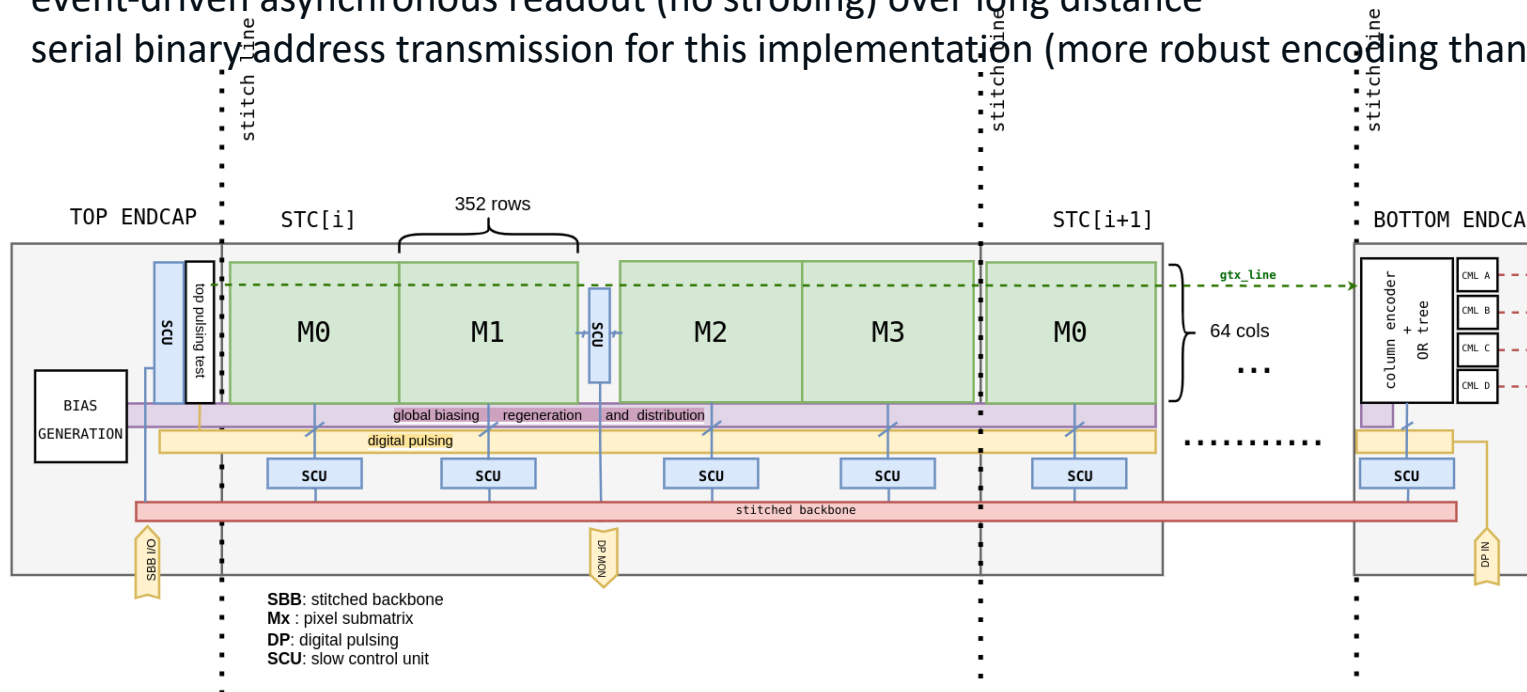 event-driven asynchronous readout (no strobing) over long distance
serial binary address transmission for this implementation (more robust encoding than
stitch line
stitch line
stitch line
352 rows
TOP ENDCAP
STC[i]
STC[i+1]
BOTTOM ENDCA
gtx_line
SCU
top pulsing test
M0
M1
SCU
M2
M3
M0
64 cols
...
column encoder
+
OR tree
CML A
CML B
CML C
CML D
BIAS
GENERATION
global biasing regeneration and distribution
digital pulsing
SCU
SCU
SCU
SCU
SCU
SCU
stitched backbone
SBB I/O
DP MON
DP IN
SBB: stitched backbone
Mx : pixel submatrix
DP: digital pulsing
SCU: slow control unit